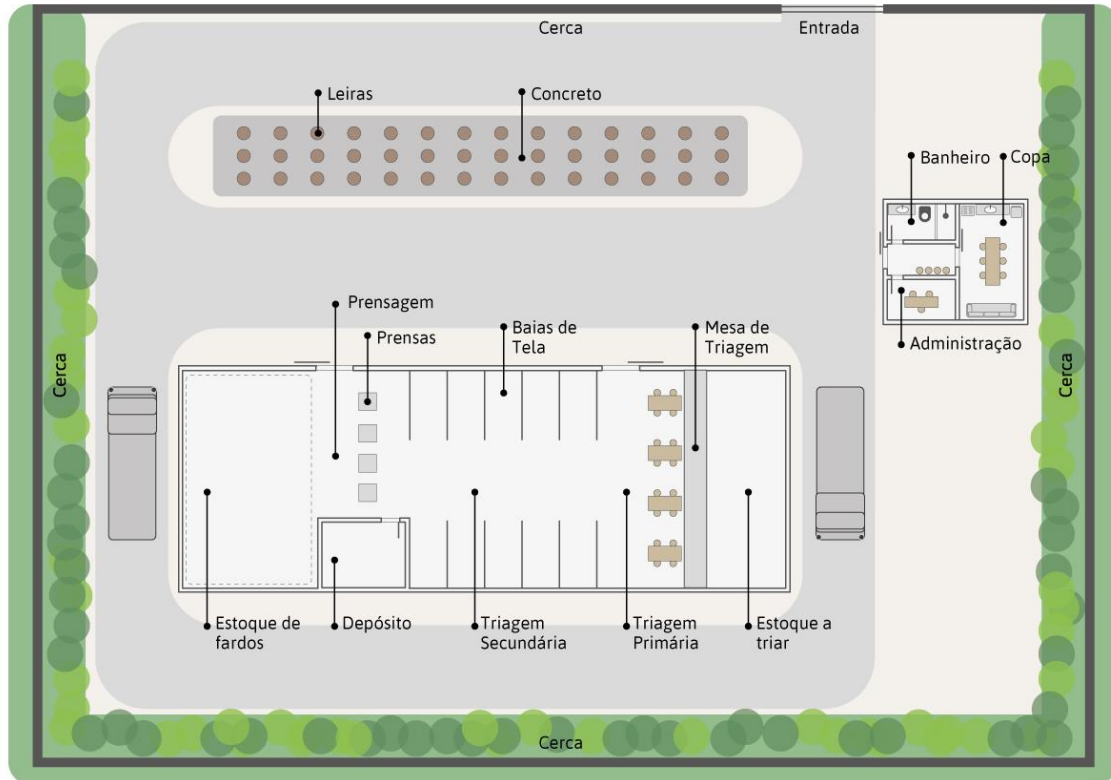 Cerca
Entrada
Leiras
Concreto
Banheiro
Copa
Prensagem
Prensas
Baias de
Tela
Mesa de
Triagem
Administração
Cerca
Cerca
Estoque de
fardos
Depósito
Triagem
Secundária
Triagem
Primária
Estoque a
triar
Cerca